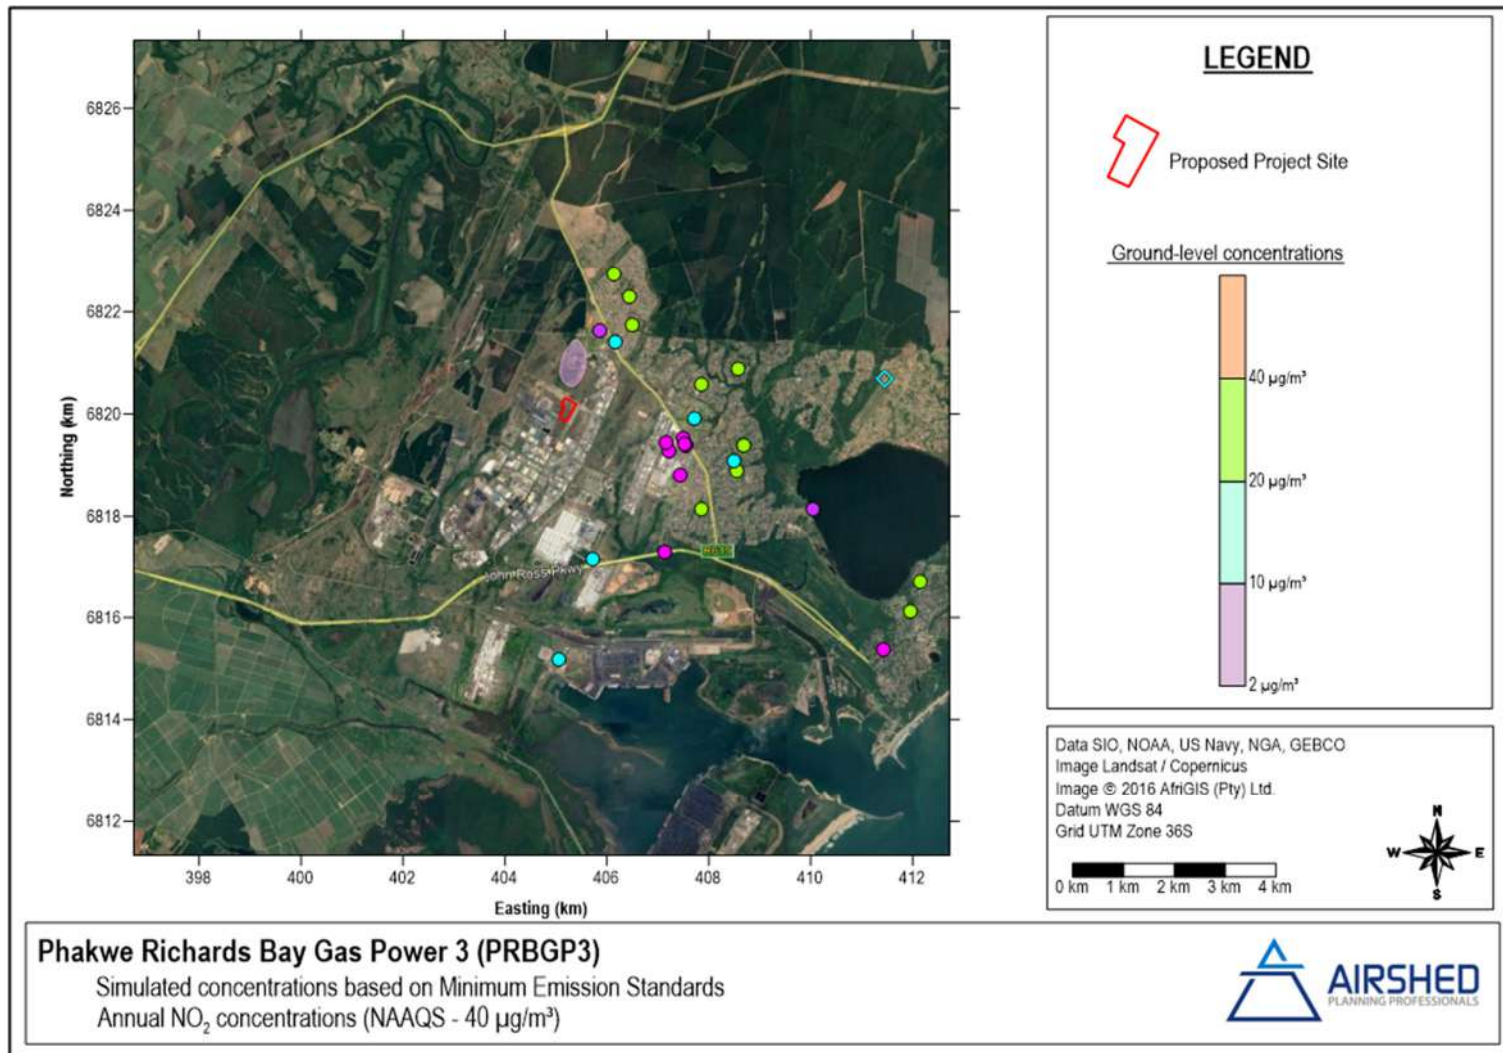 6826
6824
6822
6820
6818
6816
6814
6812
Northing (km)
398
400
402
404
406
408
410
412
Easting (km)
John Ross Pkwy
LEGEND
Proposed Project Site
Ground-level concentrations
40 µg/m³
20 µg/m³
10 µg/m³
2 µg/m³
Data SIO, NOAA, US Navy, NGA, GEBCO
Image Landsat / Copernicus
Image © 2016 AfriGIS (Pty) Ltd.
Datum WGS 84
Grid UTM Zone 36S
0 km 1 km 2 km 3 km 4 km
N
W E
S
Phakwe Richards Bay Gas Power 3 (PRBGP3)
Simulated concentrations based on Minimum Emission Standards
Annual NO₂ concentrations (NAAQS - 40 µg/m³)
AIRSHED
PLANNING PROFESSIONALS